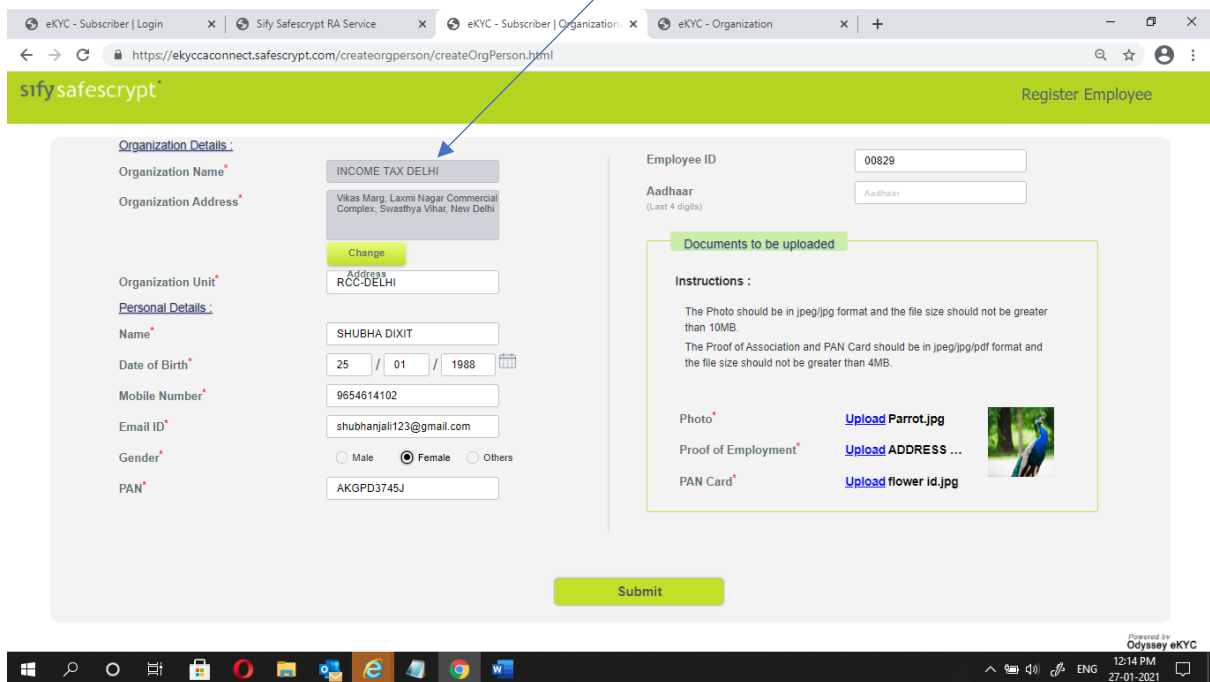 eKYC - Subscriber | Login
Sify Safescrypt RA Service
eKYC - Subscriber | Organization
eKYC - Organization
https://ekyccaconnect.safescrypt.com/createorgperson/createOrgPerson.html
sify safescrypt
Register Employee
Organization Details :
Organization Name* INCOME TAX DELHI
Organization Address* Vikas Marg, Laxmi Nagar Commercial
Complex, Swasthya Vihar, New Delhi
Change
Address
Organization Unit* RCC-DELHI
Personal Details :
Name* SHUBHA DIXIT
Date of Birth* 25 / 01 / 1988
Mobile Number* 9654614102
Email ID* shubhanjali123@gmail.com
Gender* Male Female Others
PAN* AKGPD3745J
Employee ID 00829
Aadhaar Aadhaar
(Last 4 digits)
Documents to be uploaded
Instructions :
The Photo should be in jpeg/jpg format and the file size should not be greater
than 10MB.
The Proof of Association and PAN Card should be in jpeg/jpg/pdf format and
the file size should not be greater than 4MB.
Photo* Upload Parrot.jpg
Proof of Employment* Upload ADDRESS ...
PAN Card* Upload flower id.jpg
Submit
Powered by
Odyssey eKYC
ENG
12:14 PM
27-01-2021